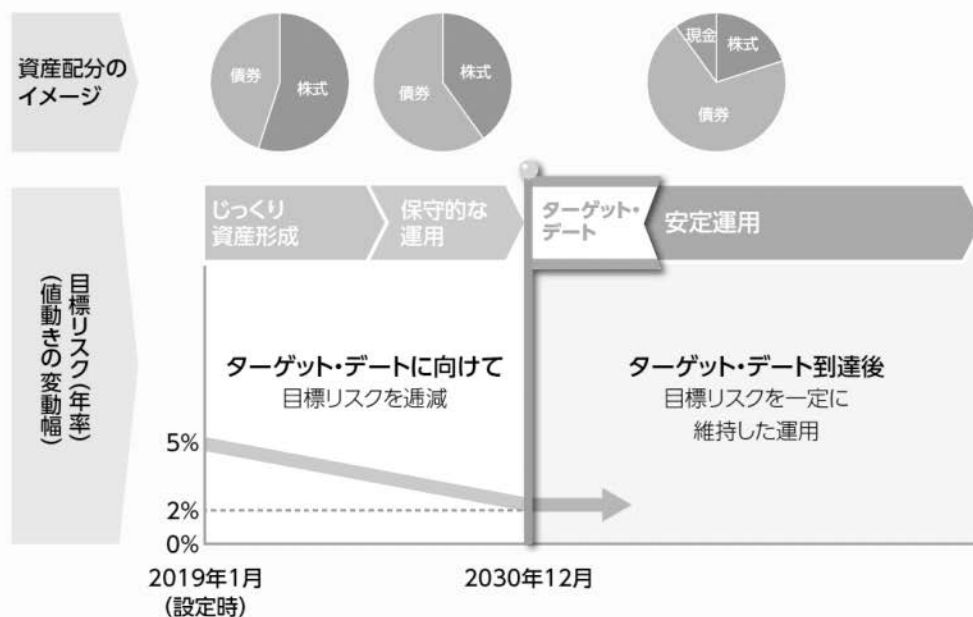 資産配分の
イメージ
債券
株式
債券
株式
現金
株式
債券
じっくり
資産形成
保守的な
運用
ターゲット・
デート
安定運用
目標リスク(年率)
(値動きの変動幅)
ターゲット・デートに向けて
目標リスクを逓減
ターゲット・デート到達後
目標リスクを一定に
維持した運用
5%
2%
0%
2019年1月
(設定時)
2030年12月